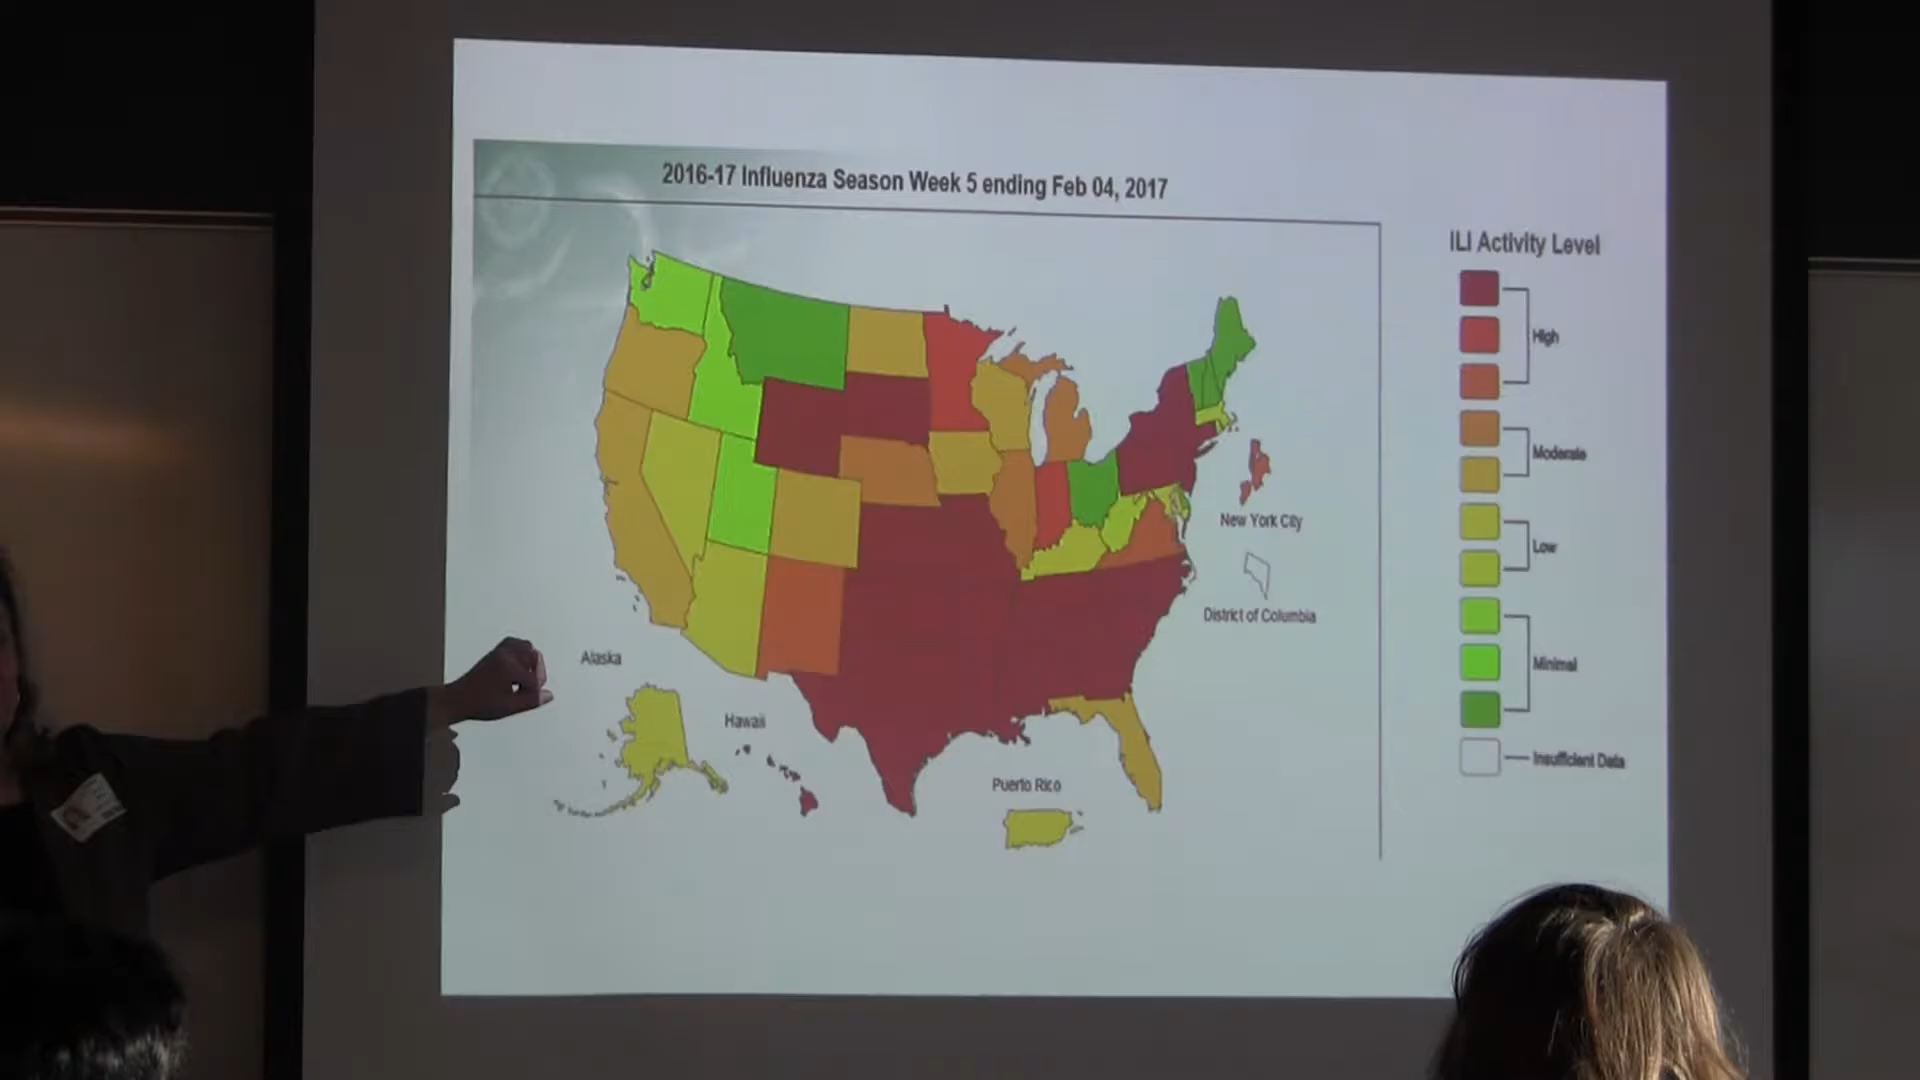 2016-17 Influenza Season Week 5 ending Feb 04, 2017
ILI Activity Level
High
Moderate
Low
Minimal
Insufficient Data
New York City
District of Columbia
Alaska
Hawaii
Puerto Rico